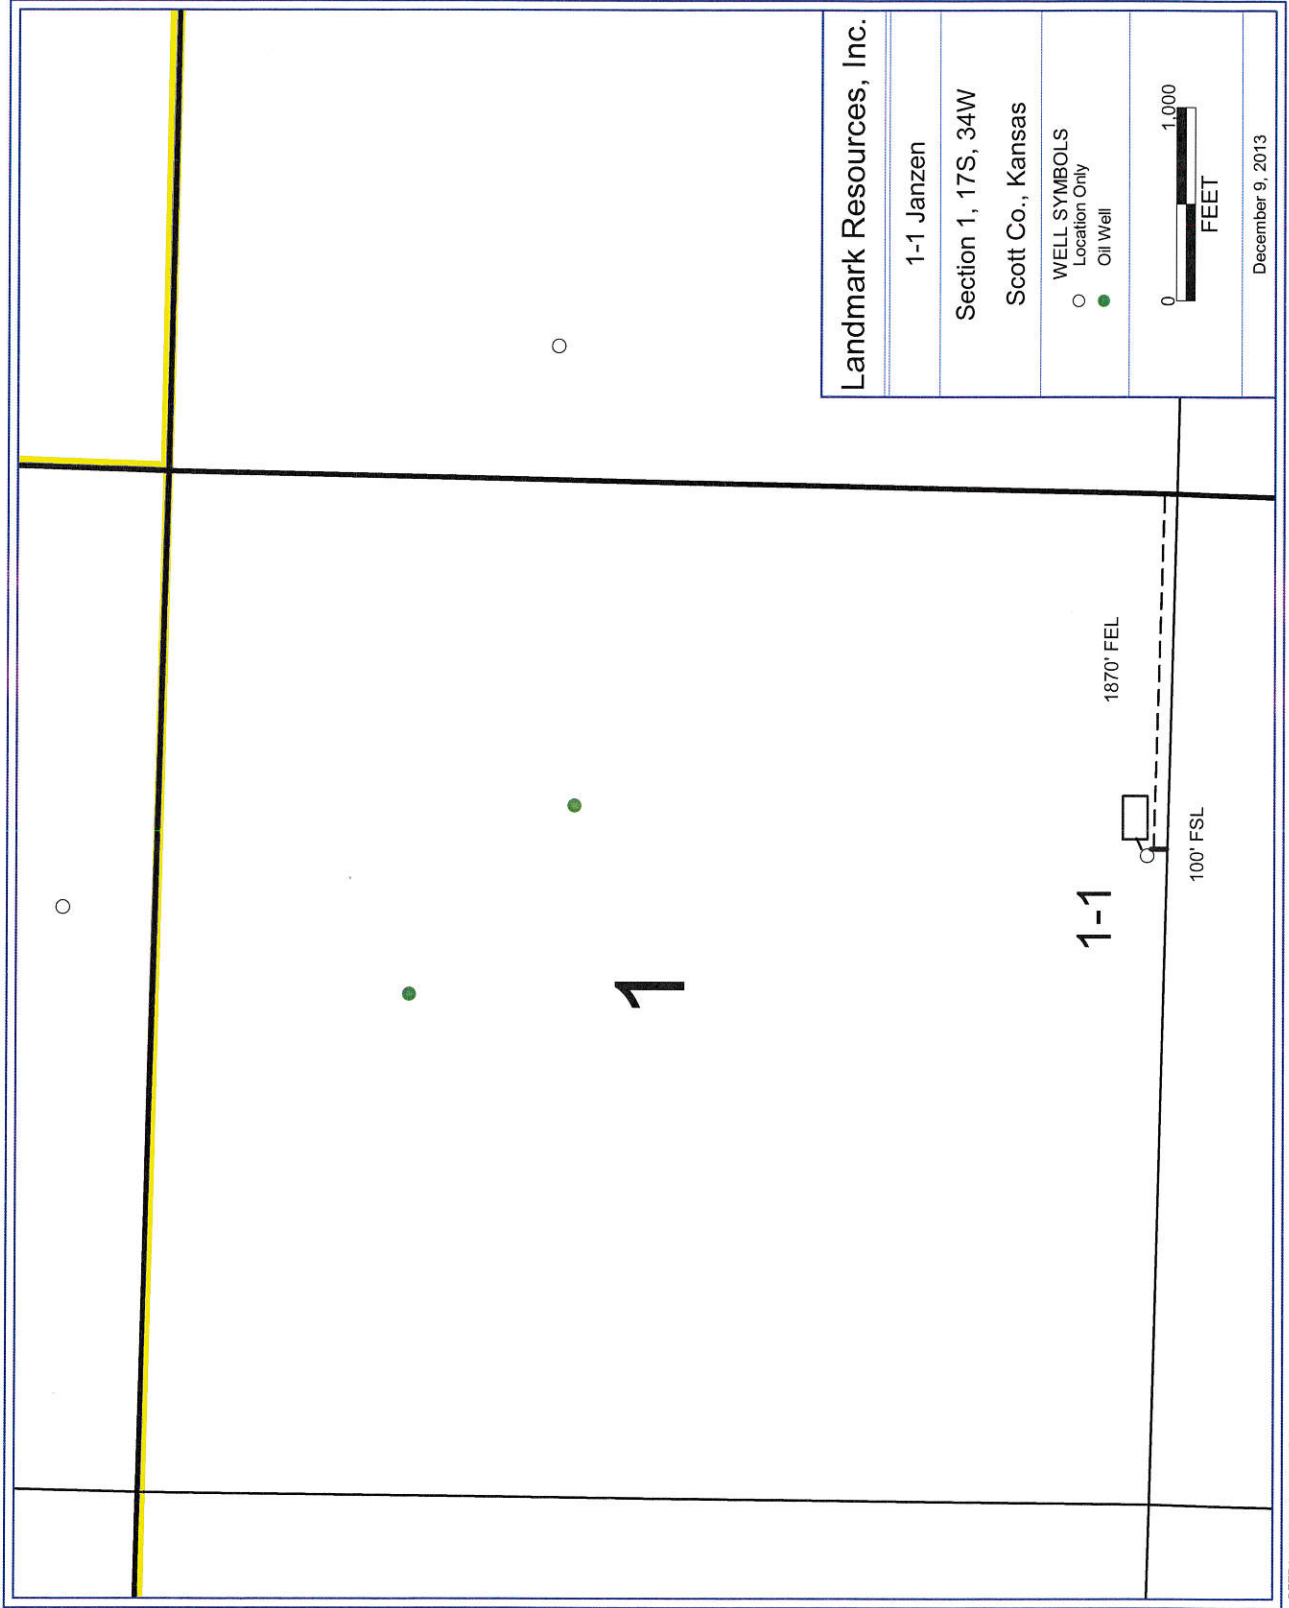 Landmark Resources, Inc.
1-1 Janzen
Section 1, 17S, 34W
Scott Co., Kansas
WELL SYMBOLS
Location Only
Oil Well
0
1,000
FEET
December 9, 2013
1
1-1
1870' FEL
100' FSL